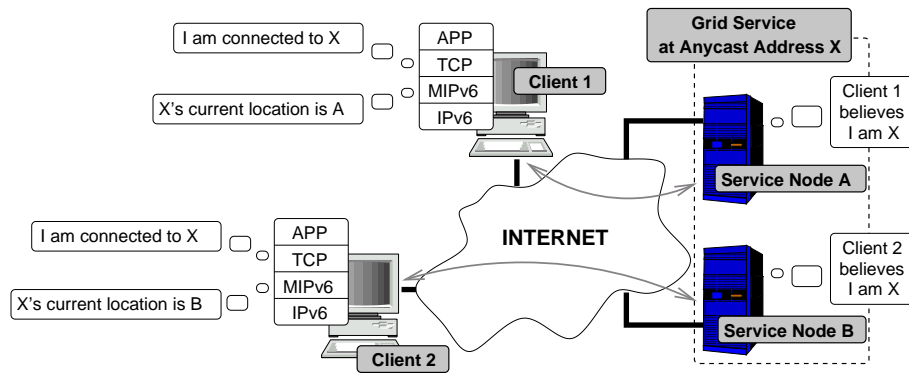 Grid Service
at Anycast Address X
I am connected to X
X's current location is A
APP
TCP
MIPv6
IPv6
Client 1
Client 1
believes
I am X
Service Node A
INTERNET
I am connected to X
X's current location is B
APP
TCP
MIPv6
IPv6
Client 2
Client 2
believes
I am X
Service Node B